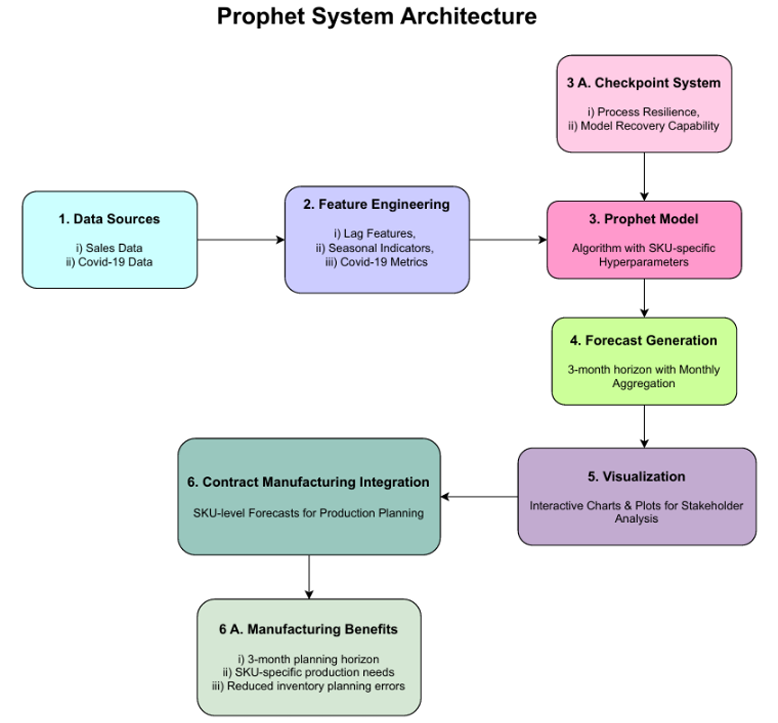 Prophet System Architecture
3 A. Checkpoint System
i) Process Resilience,
ii) Model Recovery Capability
1. Data Sources
i) Sales Data
ii) Covid-19 Data
2. Feature Engineering
i) Lag Features,
ii) Seasonal Indicators,
iii) Covid-19 Metrics
3. Prophet Model
Algorithm with SKU-specific
Hyperparameters
4. Forecast Generation
3-month horizon with Monthly
Aggregation
5. Visualization
Interactive Charts & Plots for Stakeholder
Analysis
6. Contract Manufacturing Integration
SKU-level Forecasts for Production Planning
6 A. Manufacturing Benefits
i) 3-month planning horizon
ii) SKU-specific production needs
iii) Reduced inventory planning errors